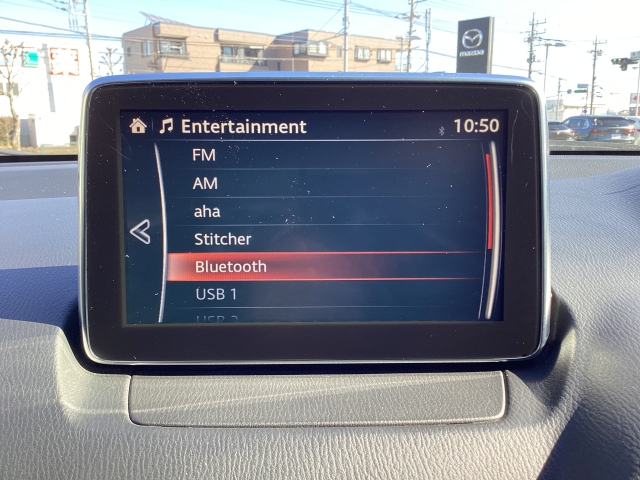 mazda
Entertainment
10:50
FM
AM
aha
Stitcher
Bluetooth
USB 1